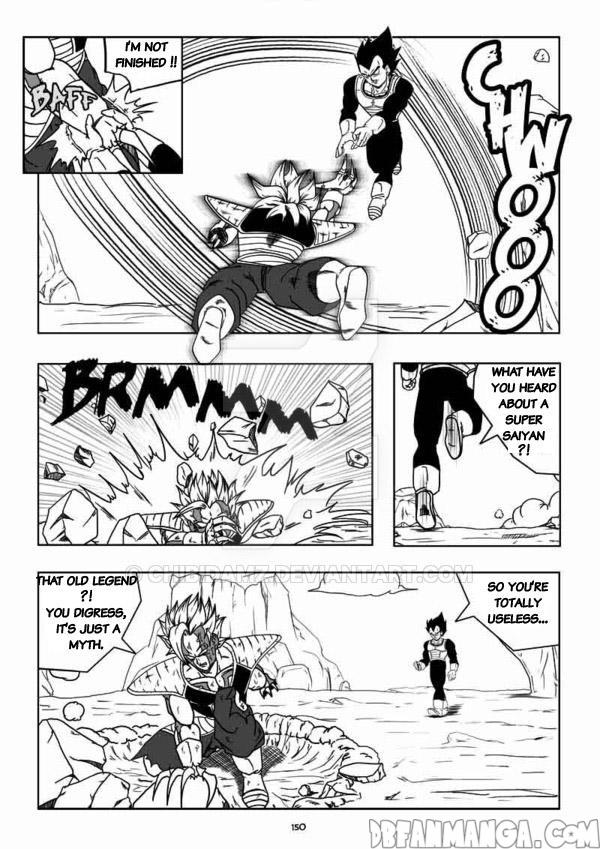 I'M NOT
FINISHED !!
BAFF
CHWOOO
BRMMMM
WHAT HAVE
YOU HEARD
ABOUT A
SUPER
SAIYAN
?!
© CHIBIDAMZ.DEVIANTART.COM
THAT OLD LEGEND
?!
YOU DIGRESS,
IT'S JUST A
MYTH.
SO YOU'RE
TOTALLY
USELESS...
150
DBFANMANGA.COM